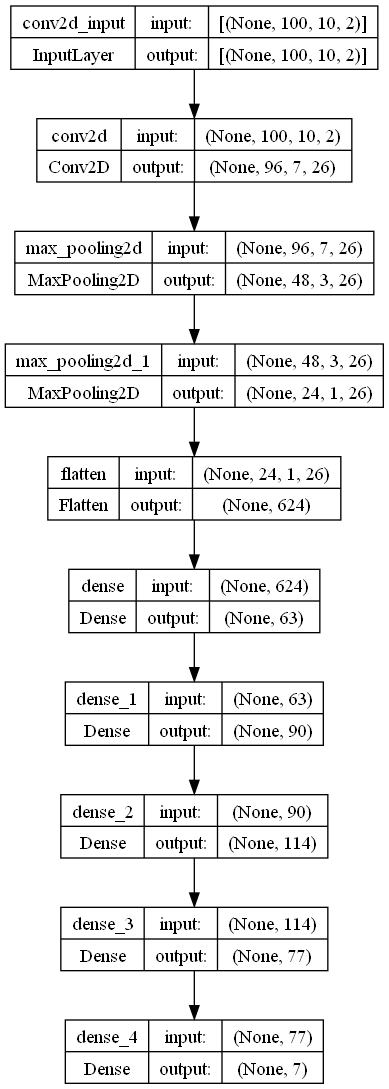 conv2d_input input: [(None, 100, 10, 2)]
InputLayer output: [(None, 100, 10, 2)]
conv2d input: (None, 100, 10, 2)
Conv2D output: (None, 96, 7, 26)
max_pooling2d input: (None, 96, 7, 26)
MaxPooling2D output: (None, 48, 3, 26)
max_pooling2d_1 input: (None, 48, 3, 26)
MaxPooling2D output: (None, 24, 1, 26)
flatten input: (None, 24, 1, 26)
Flatten output: (None, 624)
dense input: (None, 624)
Dense output: (None, 63)
dense_1 input: (None, 63)
Dense output: (None, 90)
dense_2 input: (None, 90)
Dense output: (None, 114)
dense_3 input: (None, 114)
Dense output: (None, 77)
dense_4 input: (None, 77)
Dense output: (None, 7)